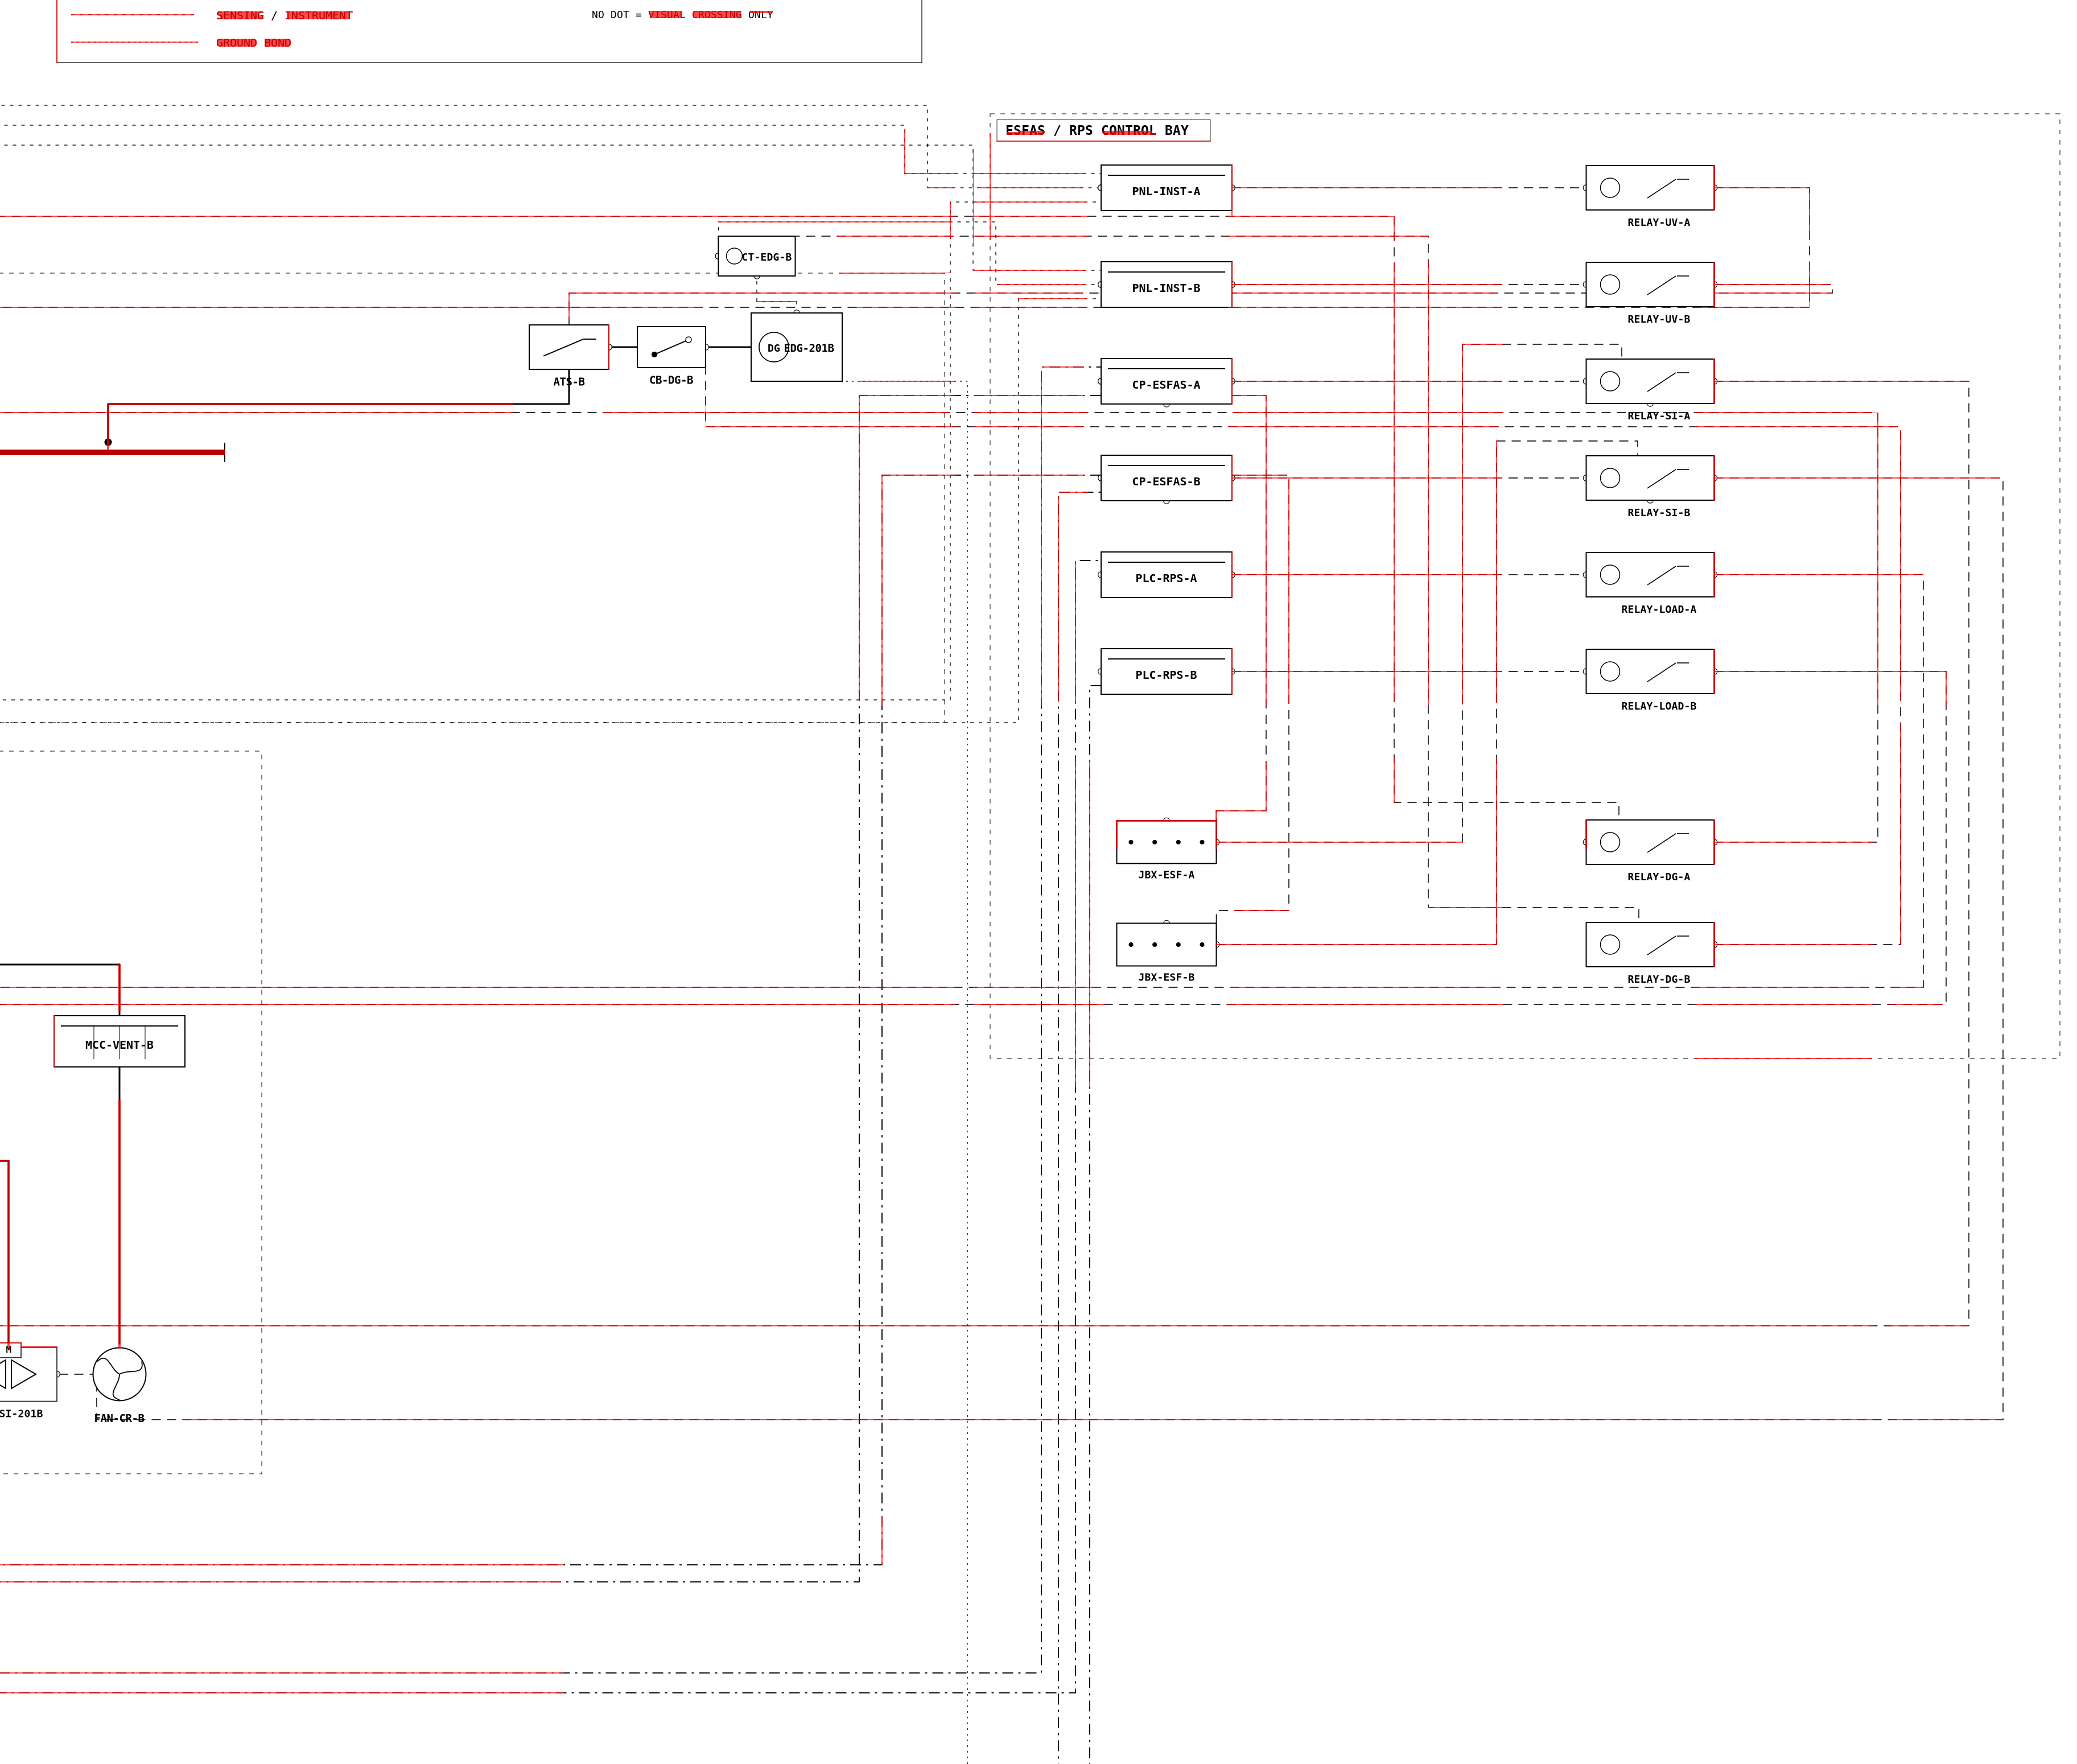 SENSING / INSTRUMENT
NO DOT = VISUAL CROSSING ONLY
GROUND BOND
ESFAS / RPS CONTROL BAY
PNL-INST-A
RELAY-UV-A
CT-EDG-B
PNL-INST-B
RELAY-UV-B
DG EDG-201B
ATS-B
CB-DG-B
CP-ESFAS-A
RELAY-SI-A
CP-ESFAS-B
RELAY-SI-B
PLC-RPS-A
RELAY-LOAD-A
PLC-RPS-B
RELAY-LOAD-B
JBX-ESF-A
RELAY-DG-A
JBX-ESF-B
RELAY-DG-B
MCC-VENT-B
M
SI-201B
FAN-CR-B